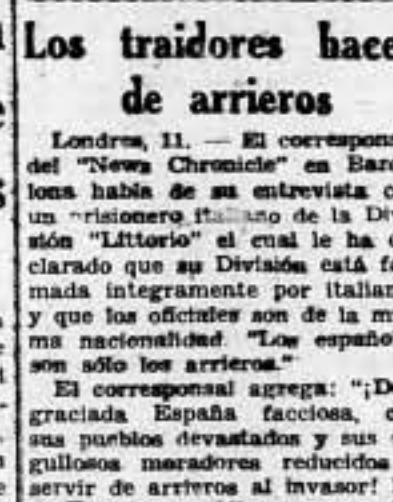 Los traidores hace
de arrieros
Londres, 11. — El correspons
del "News Chronicle" en Barc
lona habla de su entrevista c
un prisionero italiano de la Di
sión "Littorio" el cual le ha d
clarado que su División está fo
mada integramente por italian
y que los oficiales son de la mi
ma nacionalidad. "Los españo
son sólo los arrieros."
El corresponsal agrega: "¡De
graciada España facciosa, c
sus pueblos devastados y sus
gullosos moradores reducidos
servir de arrieros al invasor!